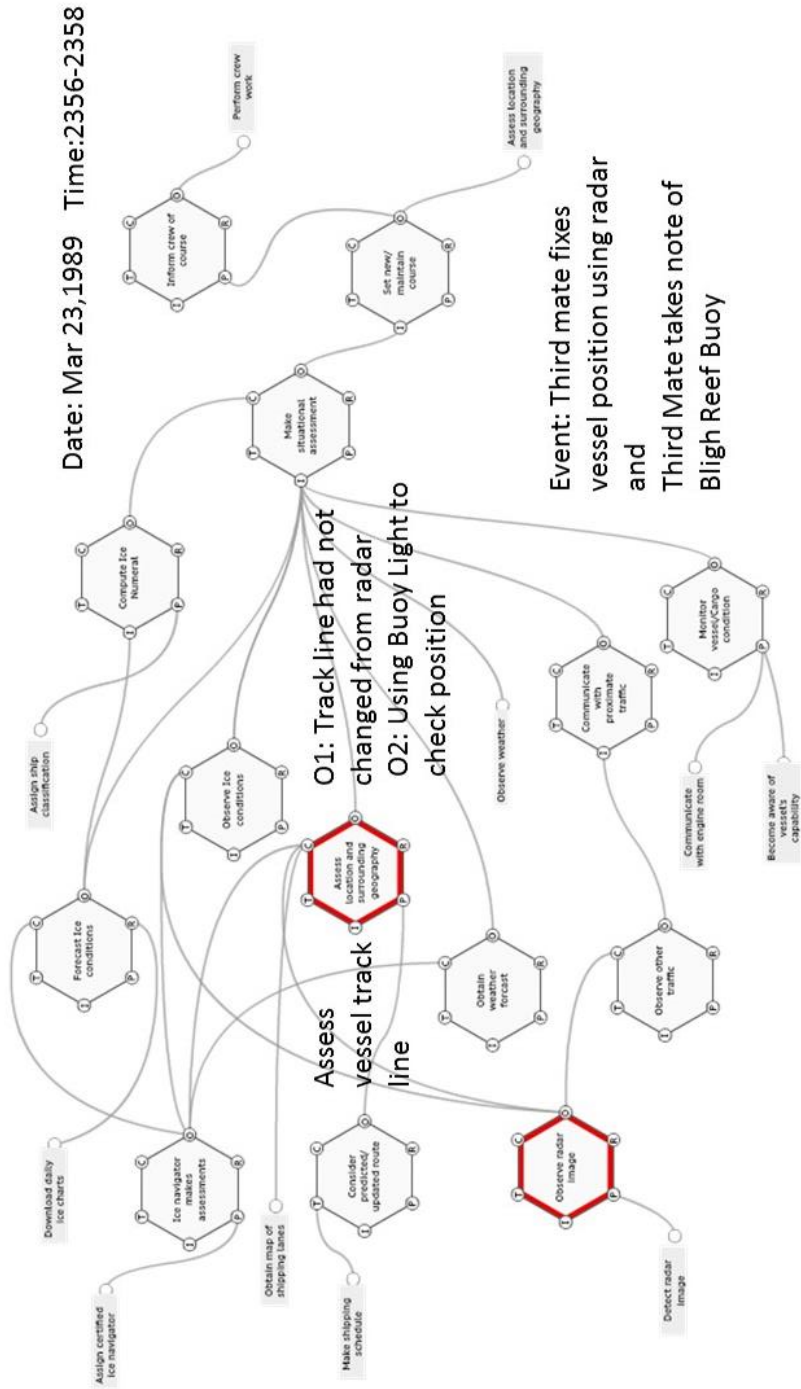 Date: Mar 23,1989    Time:2356-2358
Assign certified
ice navigator
Download daily
ice charts
Assign ship
classification
T C
I O
P R
Forecast Ice
conditions
T C
I O
P R
Compute Ice
Numeral
T C
I O
P R
Inform crew of
course
Perform crew
work
T C
I O
P R
Ice navigator
makes
assessments
T C
I O
P R
Observe Ice
conditions
T C
I O
P R
Make
situational
assessment
Obtain map of
shipping lanes
Make shipping
schedule
T C
I O
P R
Consider
predicted/
updated route
Assess
vessel track
line
T C
I O
P R
Assess
location and
surrounding
geography
O1: Track line had not
changed from radar
O2: Using Buoy Light to
check position
T C
I O
P R
Set new/
maintain
course
Assess location
and surrounding
geography
T C
I O
P R
Obtain
weather
forcast
Observe weather
T C
I O
P R
Observe radar
image
Detect radar
image
T C
I O
P R
Observe other
traffic
T C
I O
P R
Communicate
with
proximate
traffic
Communicate
with engine room
Become aware of
vessel's
capability
T C
I O
P R
Monitor
vessel/Cargo
condition
Event: Third mate fixes
vessel position using radar
and
Third Mate takes note of
Bligh Reef Buoy